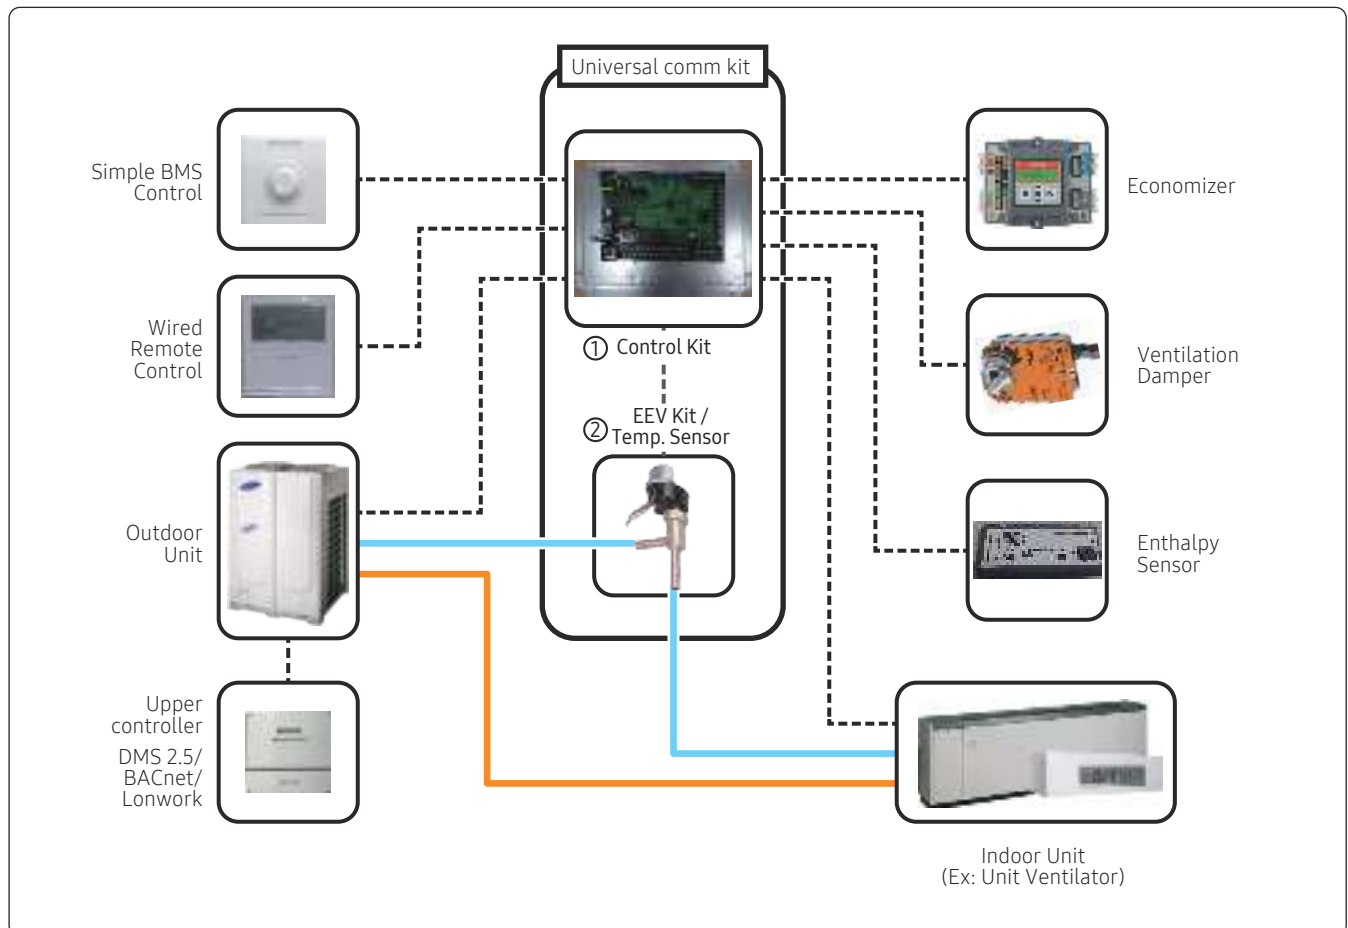 Universal comm kit
Simple BMS
Control
Economizer
Wired
Remote
Control
① Control Kit
Ventilation
Damper
② EEV Kit /
Temp. Sensor
Outdoor
Unit
Enthalpy
Sensor
Upper
controller
DMS 2.5/
BACnet/
Lonwork
Indoor Unit
(Ex: Unit Ventilator)